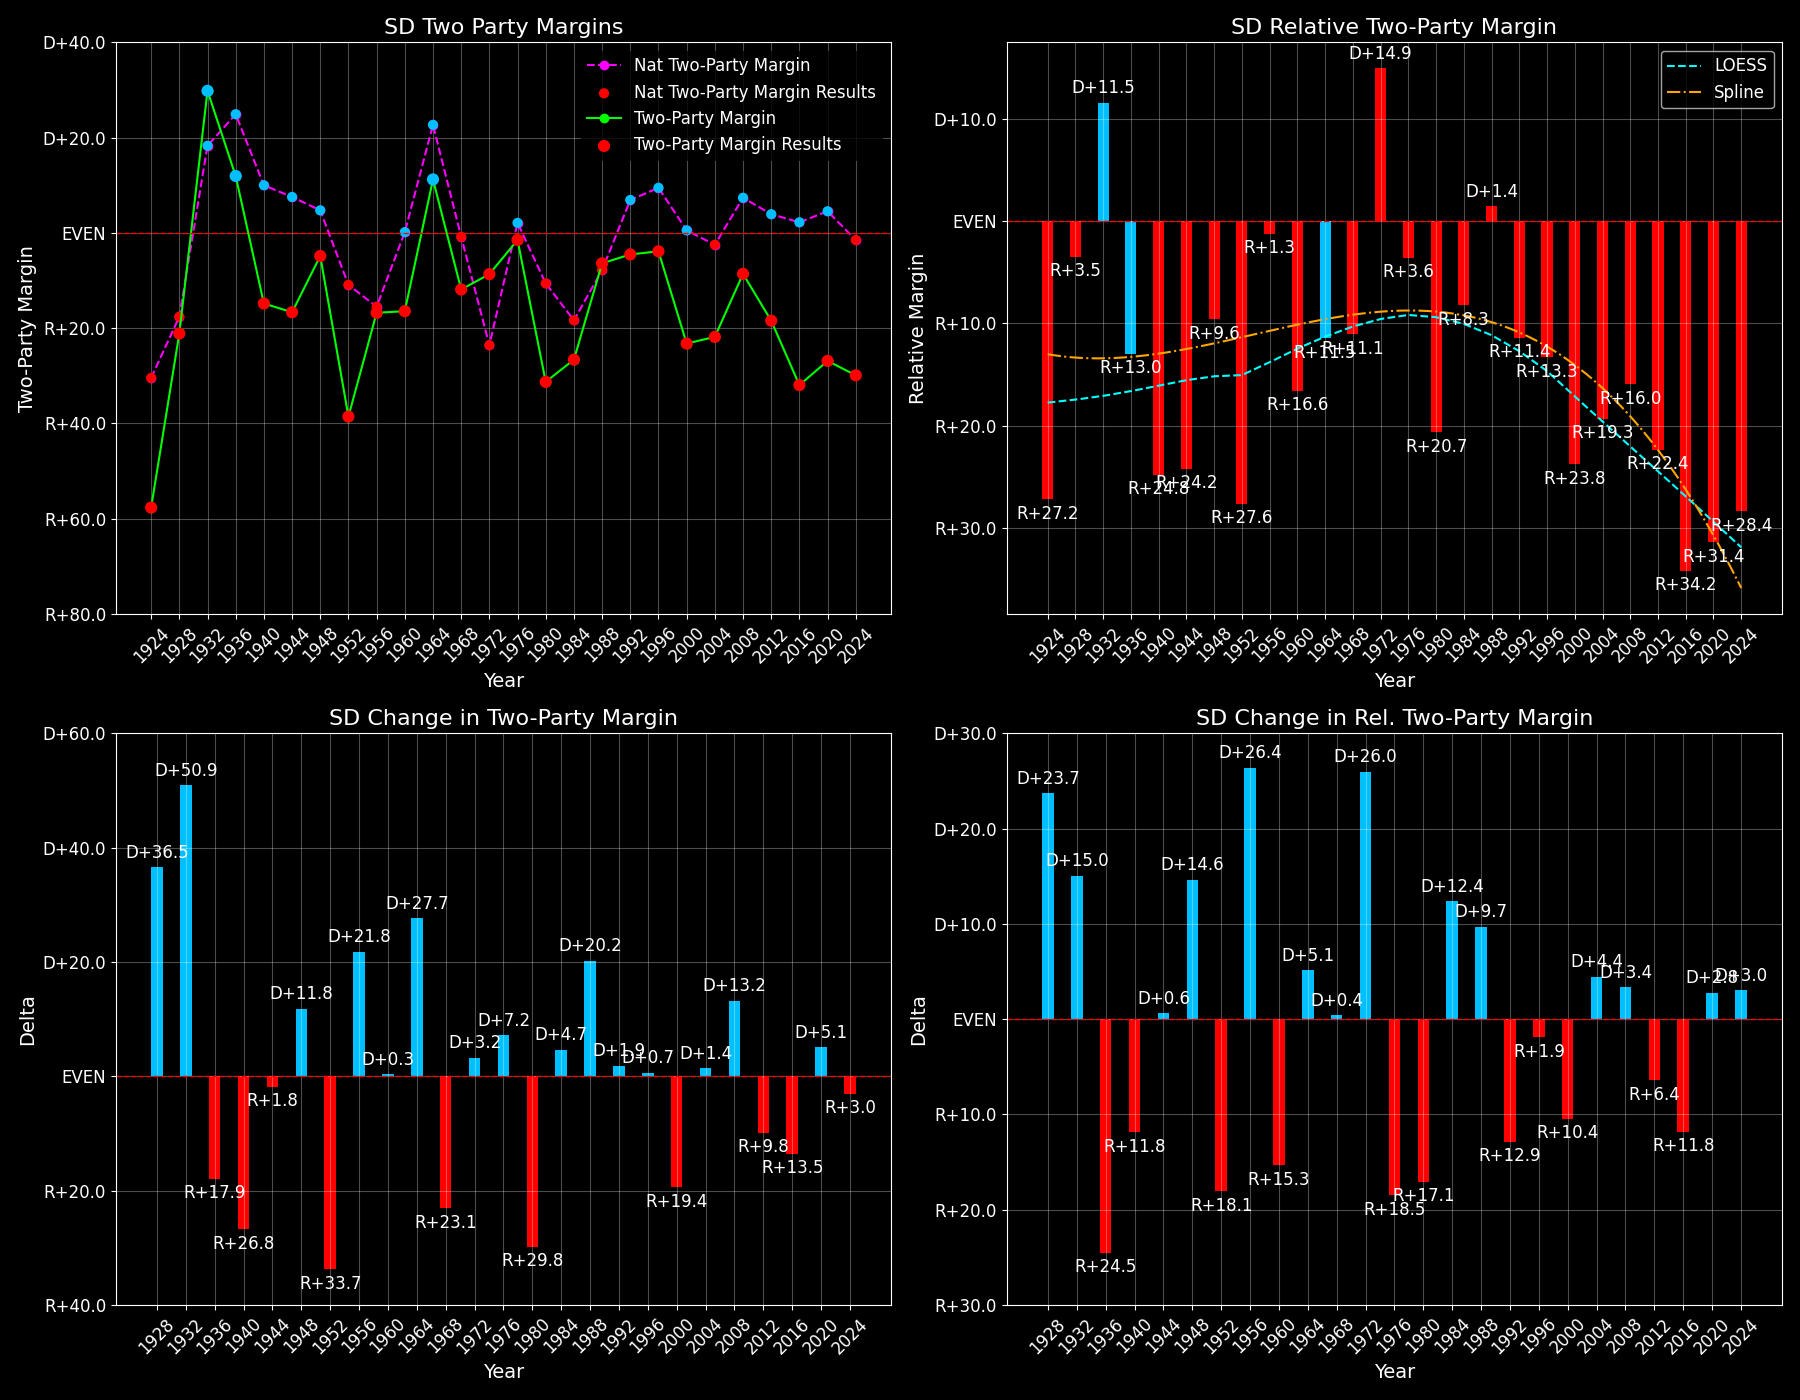 SD Two Party Margins
D+40.0
D+20.0
EVEN
R+20.0
R+40.0
R+60.0
R+80.0
Two-Party Margin
Nat Two-Party Margin
Nat Two-Party Margin Results
Two-Party Margin
Two-Party Margin Results
1924 1928 1932 1936 1940 1944 1948 1952 1956 1960 1964 1968 1972 1976 1980 1984 1988 1992 1996 2000 2004 2008 2012 2016 2020 2024
Year
SD Relative Two-Party Margin
D+10.0
EVEN
R+10.0
R+20.0
R+30.0
Relative Margin
LOESS
Spline
R+27.2
R+3.5
D+11.5
R+13.0
R+24.8
R+24.2
R+9.6
R+27.6
R+1.3
R+16.6
R+11.5
R+11.1
D+14.9
R+3.6
R+20.7
R+8.3
D+1.4
R+11.4
R+13.3
R+23.8
R+19.3
R+16.0
R+22.4
R+34.2
R+31.4
R+28.4
1924 1928 1932 1936 1940 1944 1948 1952 1956 1960 1964 1968 1972 1976 1980 1984 1988 1992 1996 2000 2004 2008 2012 2016 2020 2024
Year
SD Change in Two-Party Margin
D+60.0
D+40.0
D+20.0
EVEN
R+20.0
R+40.0
Delta
D+36.5
D+50.9
R+17.9
R+26.8
R+1.8
D+11.8
R+33.7
D+21.8
D+0.3
D+27.7
R+23.1
D+3.2
D+7.2
R+29.8
D+4.7
D+20.2
D+1.9
D+0.7
R+19.4
D+1.4
D+13.2
R+9.8
R+13.5
D+5.1
R+3.0
1928 1932 1936 1940 1944 1948 1952 1956 1960 1964 1968 1972 1976 1980 1984 1988 1992 1996 2000 2004 2008 2012 2016 2020 2024
Year
SD Change in Rel. Two-Party Margin
D+30.0
D+20.0
D+10.0
EVEN
R+10.0
R+20.0
R+30.0
Delta
D+23.7
D+15.0
R+24.5
R+11.8
D+0.6
D+14.6
R+18.1
D+26.4
R+15.3
D+5.1
D+0.4
D+26.0
R+18.5
R+17.1
D+12.4
D+9.7
R+12.9
R+1.9
R+10.4
D+4.4
D+3.4
R+6.4
R+11.8
D+2.8
D+3.0
1928 1932 1936 1940 1944 1948 1952 1956 1960 1964 1968 1972 1976 1980 1984 1988 1992 1996 2000 2004 2008 2012 2016 2020 2024
Year